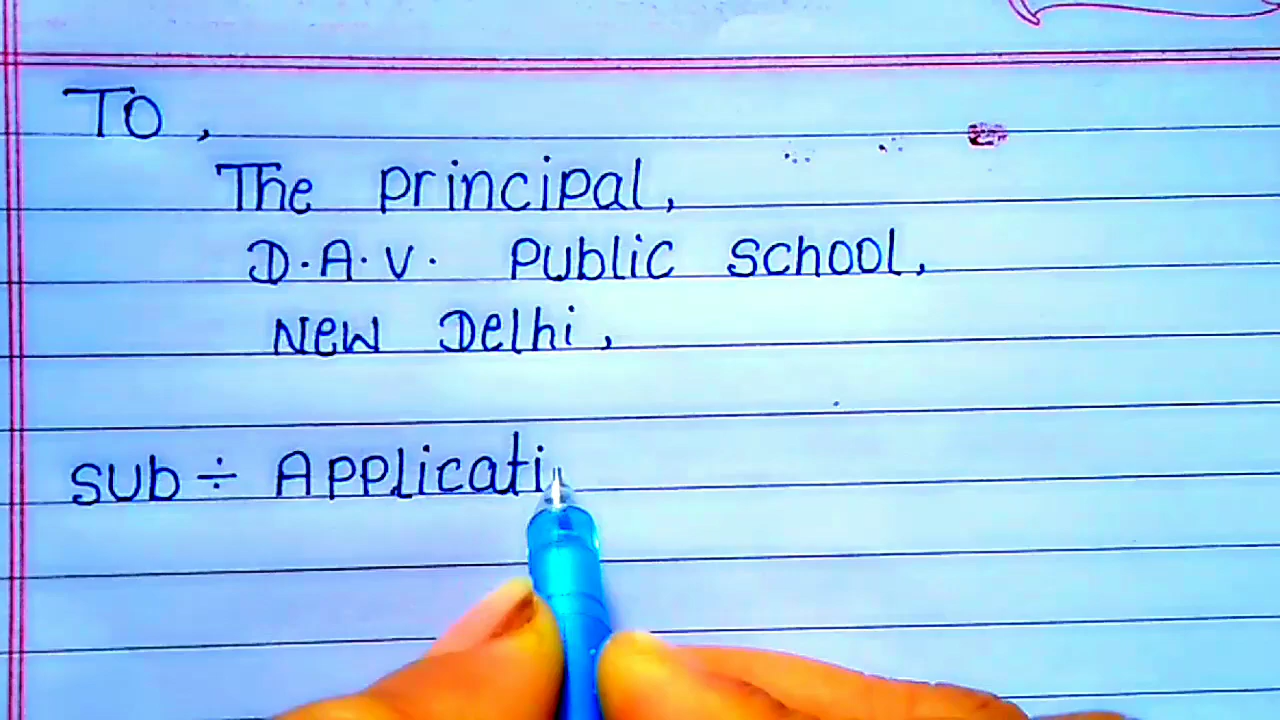 TO,
The Principal,
D.A.V. Public School,
New Delhi,
Sub ÷ Applicati